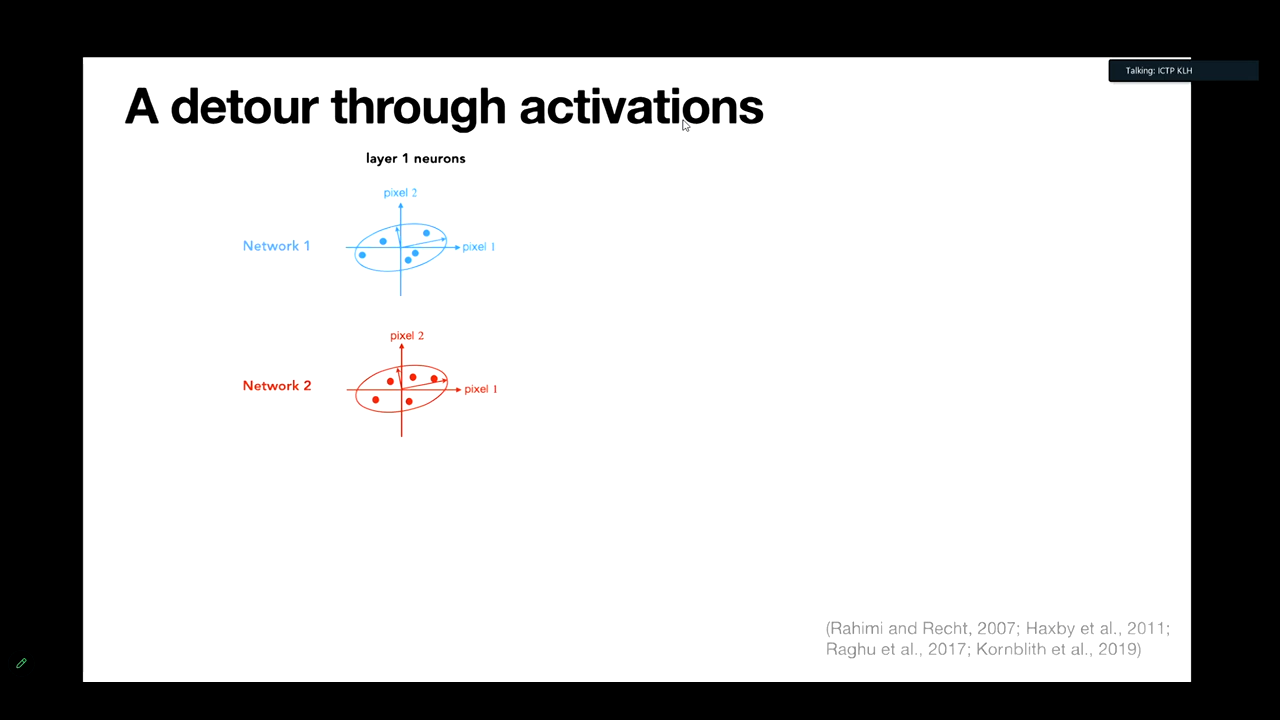 Talking: ICTP KLH
A detour through activations
layer 1 neurons
pixel 2
Network 1
pixel 1
pixel 2
Network 2
pixel 1
(Rahimi and Recht, 2007; Haxby et al., 2011;
Raghu et al., 2017; Kornblith et al., 2019)